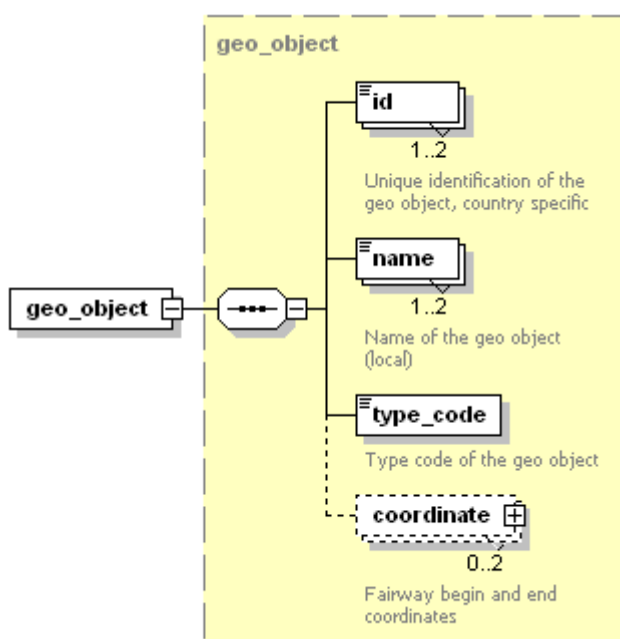 geo_object
id
1..2
Unique identification of the
geo object, country specific
name
1..2
Name of the geo object
(local)
geo_object
type_code
Type code of the geo object
coordinate
0..2
Fairway begin and end
coordinates